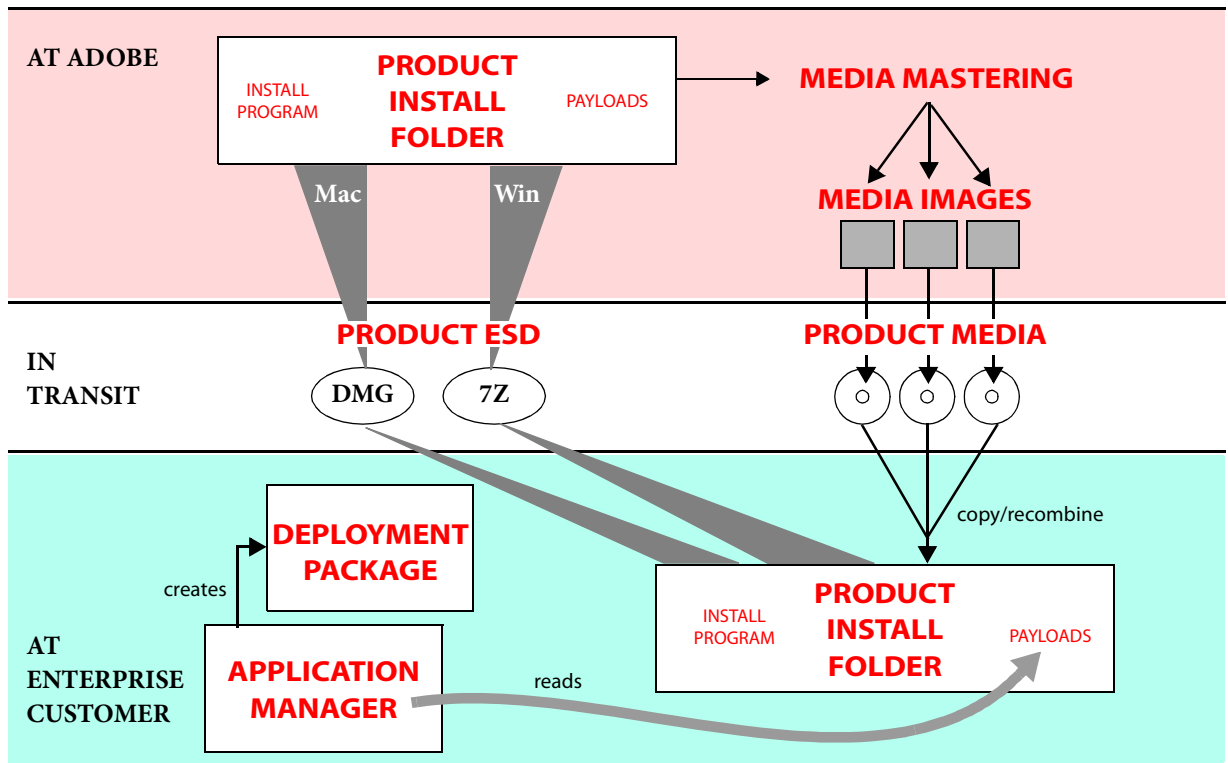 AT ADOBE
INSTALL
PROGRAM
PRODUCT
INSTALL
FOLDER
PAYLOADS
MEDIA MASTERING
Mac
Win
MEDIA IMAGES
IN
TRANSIT
PRODUCT ESD
PRODUCT MEDIA
DMG
7Z
AT
ENTERPRISE
CUSTOMER
DEPLOYMENT
PACKAGE
creates
APPLICATION
MANAGER
reads
copy/recombine
INSTALL
PROGRAM
PRODUCT
INSTALL
FOLDER
PAYLOADS